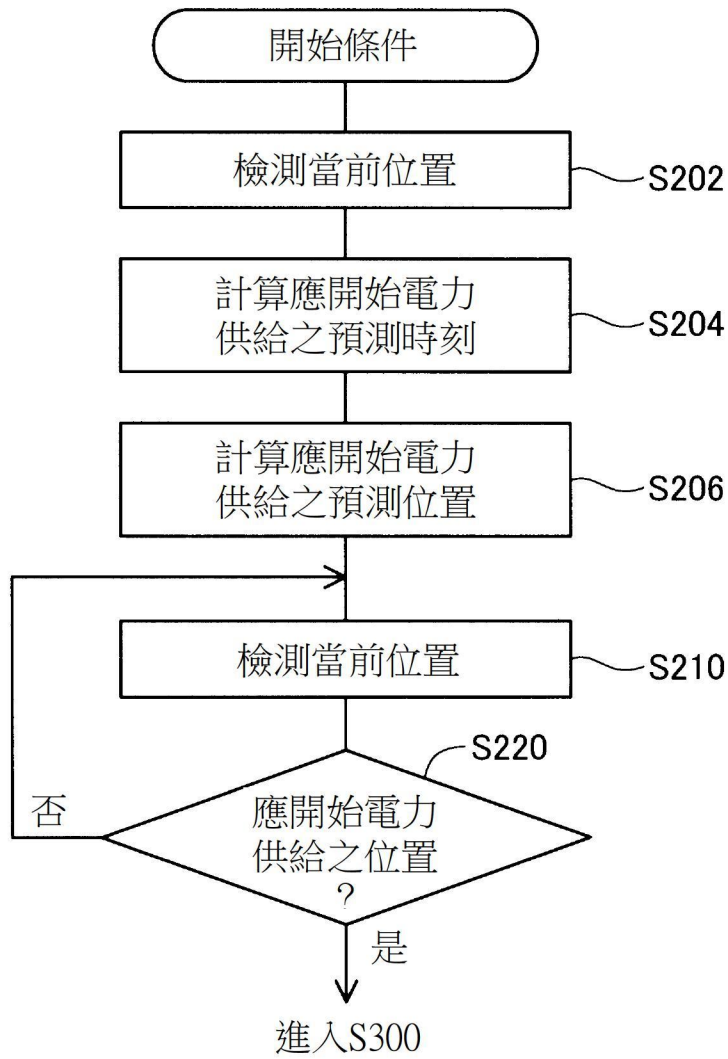 開始條件
檢測當前位置
S202
計算應開始電力
供給之預測時刻
S204
計算應開始電力
供給之預測位置
S206
檢測當前位置
S210
S220
應開始電力
供給之位置
?
否
是
進入S300